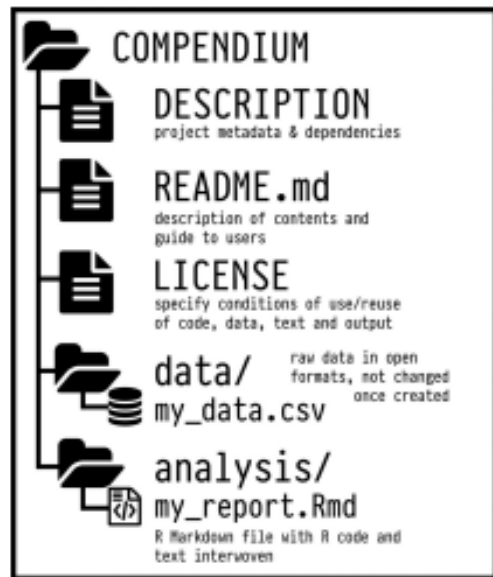 COMPENDIUM
DESCRIPTION
project metadata & dependencies
README.md
description of contents and
guide to users
LICENSE
specify conditions of use/reuse
of code, data, text and output
data/
raw data in open
formats, not changed
once created
my_data.csv
analysis/
my_report.Rmd
R Markdown file with R code and
text interwoven